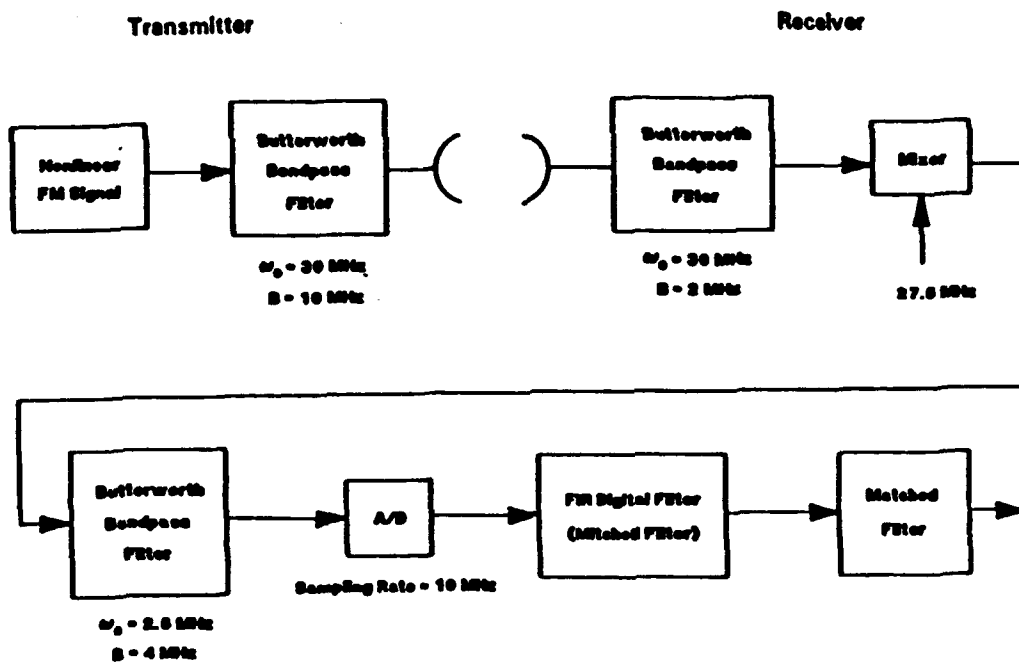 Transmitter
Receiver
Nonlinear
FM Signal
Butterworth
Bandpass
Filter
ω₀ = 30 MHz
B = 10 MHz
Butterworth
Bandpass
Filter
ω₀ = 30 MHz
B = 2 MHz
Mixer
27.5 MHz
Butterworth
Bandpass
Filter
ω₀ = 2.5 MHz
B = 4 MHz
A/D
Sampling Rate = 10 MHz
FIR Digital Filter
(Mitched Filter)
Matched
Filter